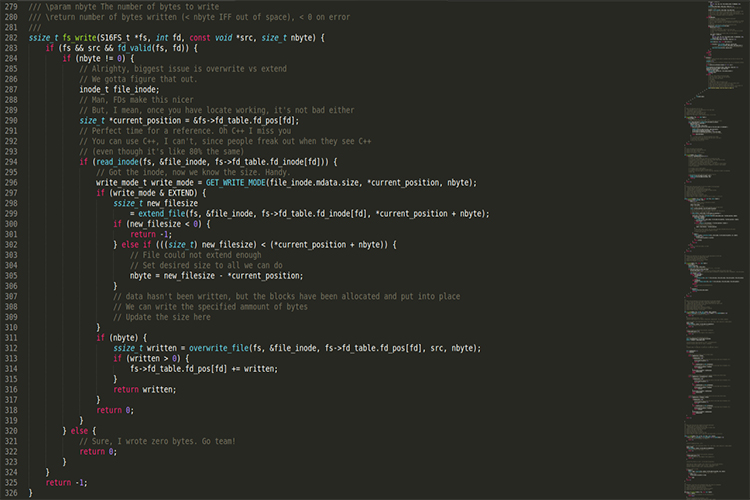 279 /// \param nbyte The number of bytes to write
280 /// \return number of bytes written (< nbyte IFF out of space), < 0 on error
281 ///
282 ssize_t fs_write(S16FS_t *fs, int fd, const void *src, size_t nbyte) {
283     if (fs && src && fd_valid(fs, fd)) {
284         if (nbyte != 0) {
285             // Alrighty, biggest issue is overwrite vs extend
286             // We gotta figure that out.
287             inode_t file_inode;
288             // Man, FDs make this nicer
289             // But, I mean, once you have locate working, it's not bad either
290             size_t *current_position = &fs->fd_table.fd_pos[fd];
291             // Perfect time for a reference. Oh C++ I miss you
292             // You can use C++, I can't, since people freak out when they see C++
293             // (even though it's like 80% the same)
294             if (read_inode(fs, &file_inode, fs->fd_table.fd_inode[fd])) {
295                 // Got the inode, now we know the size. Handy.
296                 write_mode_t write_mode = GET_WRITE_MODE(file_inode.mdata.size, *current_position, nbyte);
297                 if (write_mode & EXTEND) {
298                     ssize_t new_filesize
299                         = extend_file(fs, &file_inode, fs->fd_table.fd_inode[fd], *current_position + nbyte);
300                     if (new_filesize < 0) {
301                         return -1;
302                     } else if (((size_t) new_filesize) < (*current_position + nbyte)) {
303                         // File could not extend enough
304                         // Set desired size to all we can do
305                         nbyte = new_filesize - *current_position;
306                     }
307                     // data hasn't been written, but the blocks have been allocated and put into place
308                     // We can write the specified ammount of bytes
309                     // Update the size here
310                 }
311                 if (nbyte) {
312                     ssize_t written = overwrite_file(fs, &file_inode, fs->fd_table.fd_pos[fd], src, nbyte);
313                     if (written > 0) {
314                         fs->fd_table.fd_pos[fd] += written;
315                     }
316                     return written;
317                 }
318                 return 0;
319             }
320         } else {
321             // Sure, I wrote zero bytes. Go team!
322             return 0;
323         }
324     }
325     return -1;
326 }